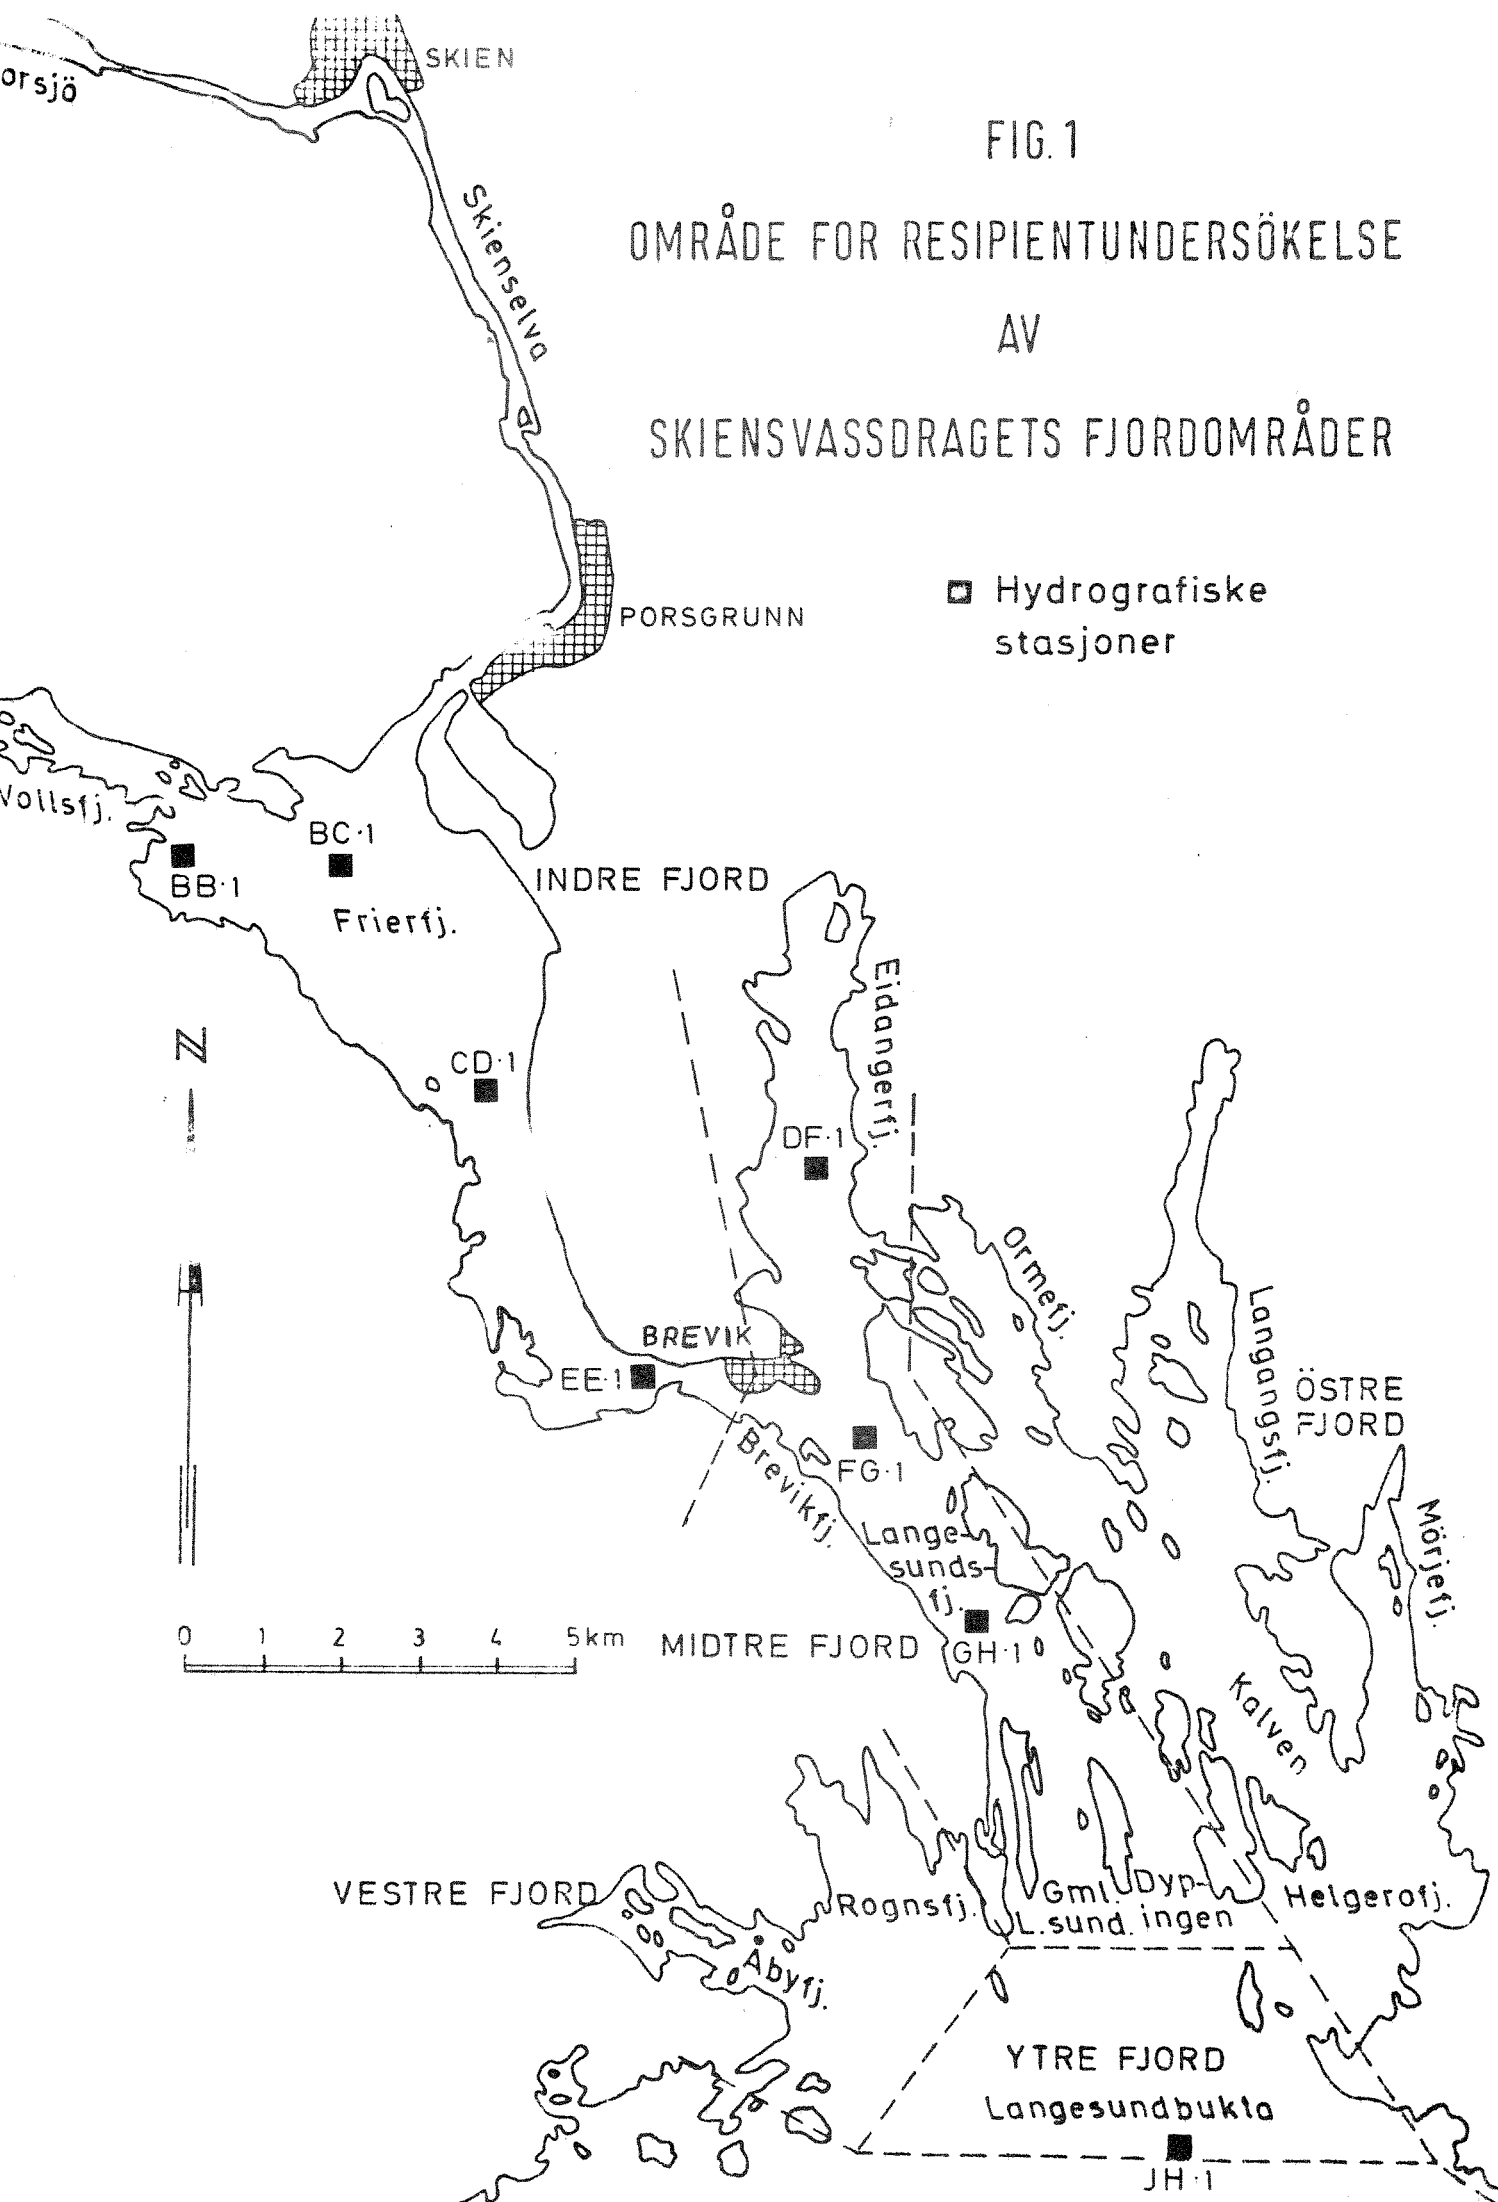 SKIEN
orsjö
FIG. 1
OMRÅDE FOR RESIPIENTUNDERSÖKELSE
AV
SKIENSVASSDRAGETS FJORDOMRÅDER
Skienselva
Hydrografiske
stasjoner
PORSGRUNN
Vollsfj.
BC·1
BB·1
INDRE FJORD
Frierfj.
Eidangerfj.
N
CD·1
DF·1
Ormefj.
Langangsfj.
BREVIK
EE·1
ÖSTRE
FJORD
Brevikfj.
FG·1
Mörjefj.
Lange-
sunds-
fj.
0 1 2 3 4 5km
MIDTRE FJORD
GH·1
Kalven
VESTRE FJORD
Rognsfj.
Gml.
L.sund.
Dyp-
ingen
Helgerofj.
Åbyfj.
YTRE FJORD
Langesundbukta
JH·1